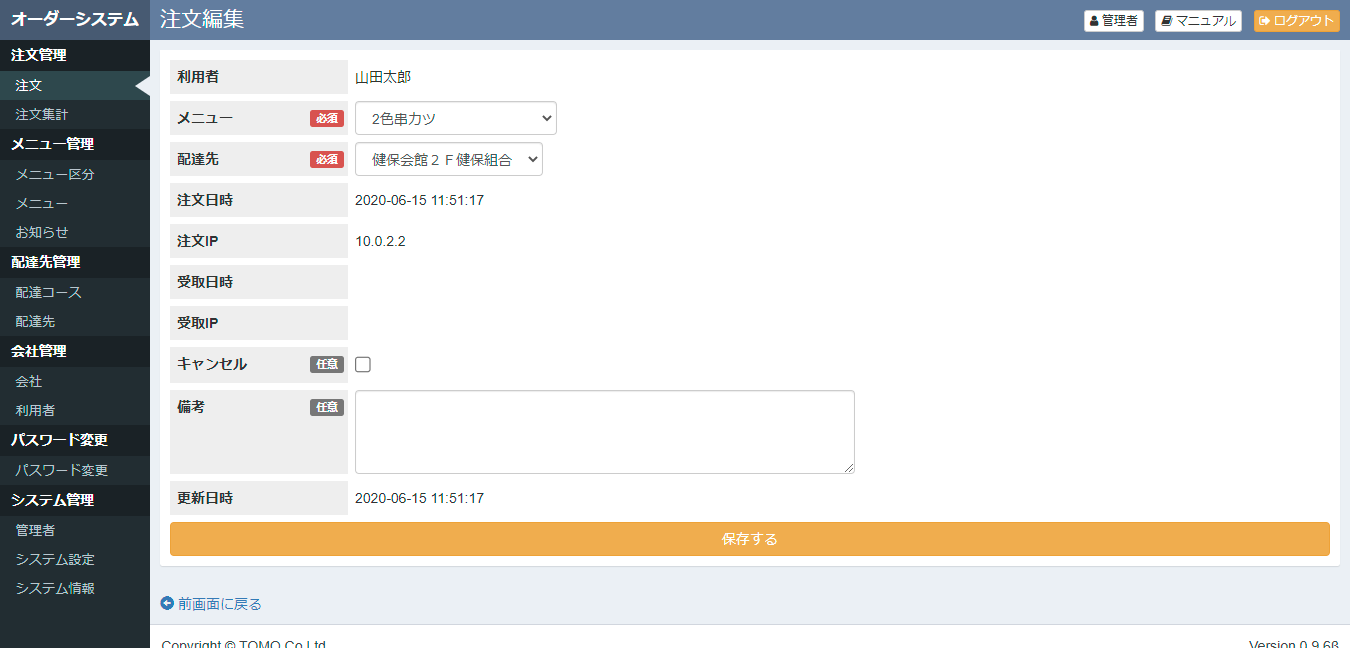 オーダーシステム
注文編集
管理者
マニュアル
ログアウト
注文管理
注文
注文集計
メニュー管理
メニュー区分
メニュー
お知らせ
配達先管理
配達コース
配達先
会社管理
会社
利用者
パスワード変更
パスワード変更
システム管理
管理者
システム設定
システム情報
利用者 山田太郎
メニュー 必須 2色串カツ
配達先 必須 健保会館２Ｆ健保組合
注文日時 2020-06-15 11:51:17
注文IP 10.0.2.2
受取日時
受取IP
キャンセル 任意
備考 任意
更新日時 2020-06-15 11:51:17
保存する
前画面に戻る
Copyright © TOMO Co.Ltd
Version 0.9.6β